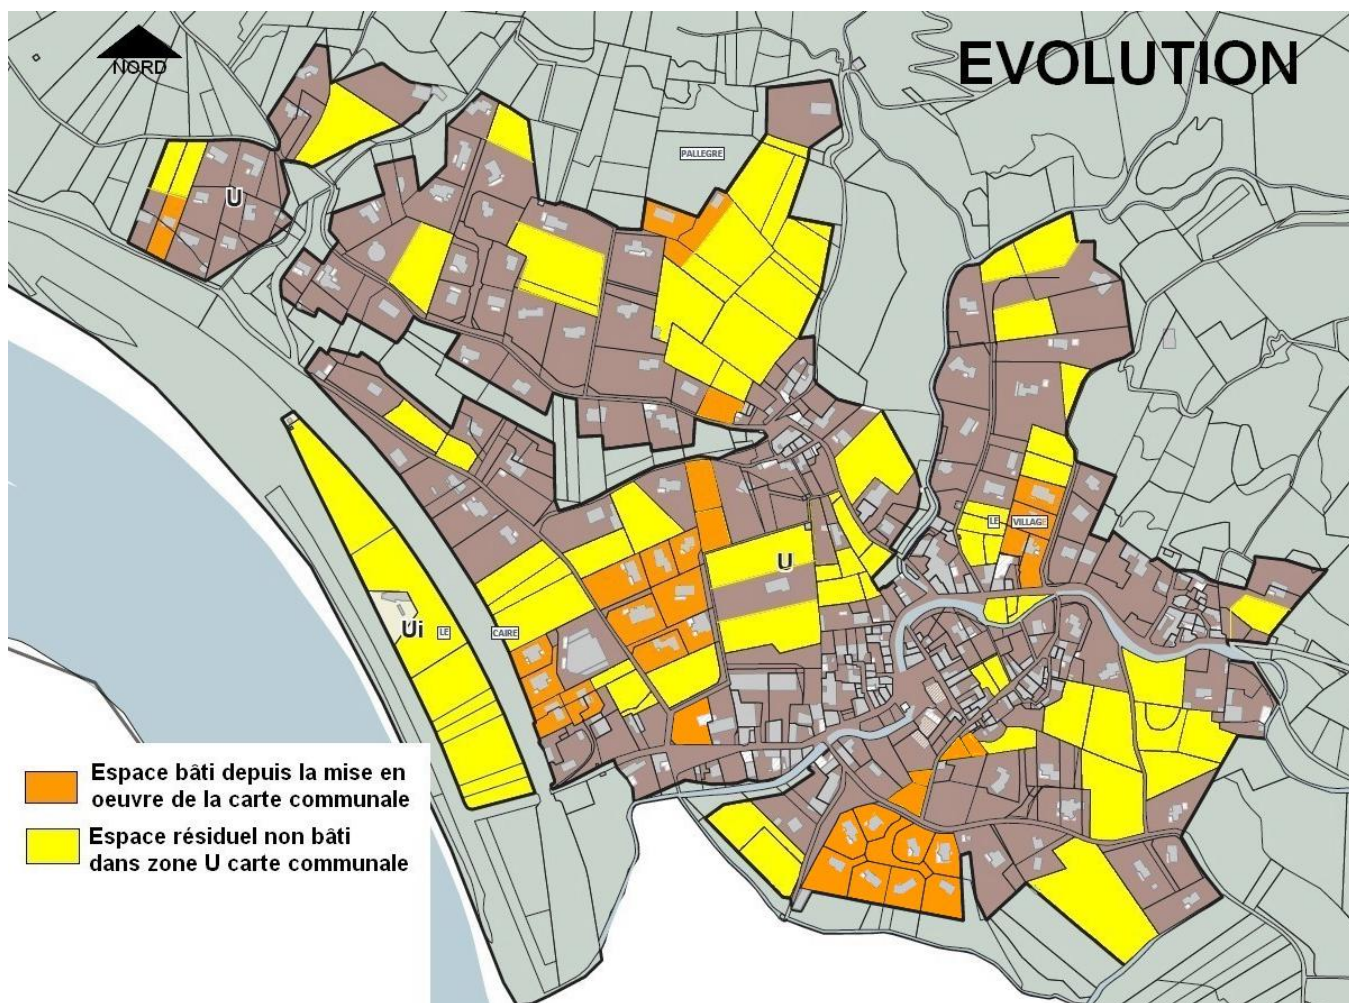 EVOLUTION
NORD
PALLEGRE
U
LE VILLAGE
U
Ui
LE CAIRE
Espace bâti depuis la mise en
oeuvre de la carte communale
Espace résiduel non bâti
dans zone U carte communale